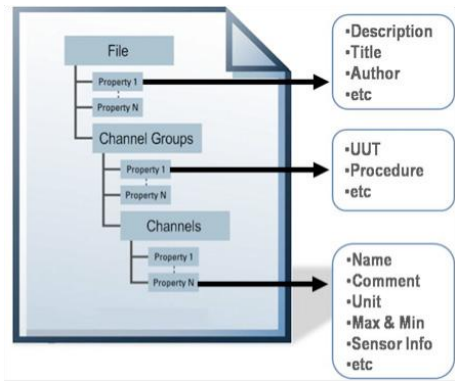 File
Property 1
Property N
Channel Groups
Property 1
Property N
Channels
Property 1
Property N
•Description
•Title
•Author
•etc
•UUT
•Procedure
•etc
•Name
•Comment
•Unit
•Max & Min
•Sensor Info
•etc